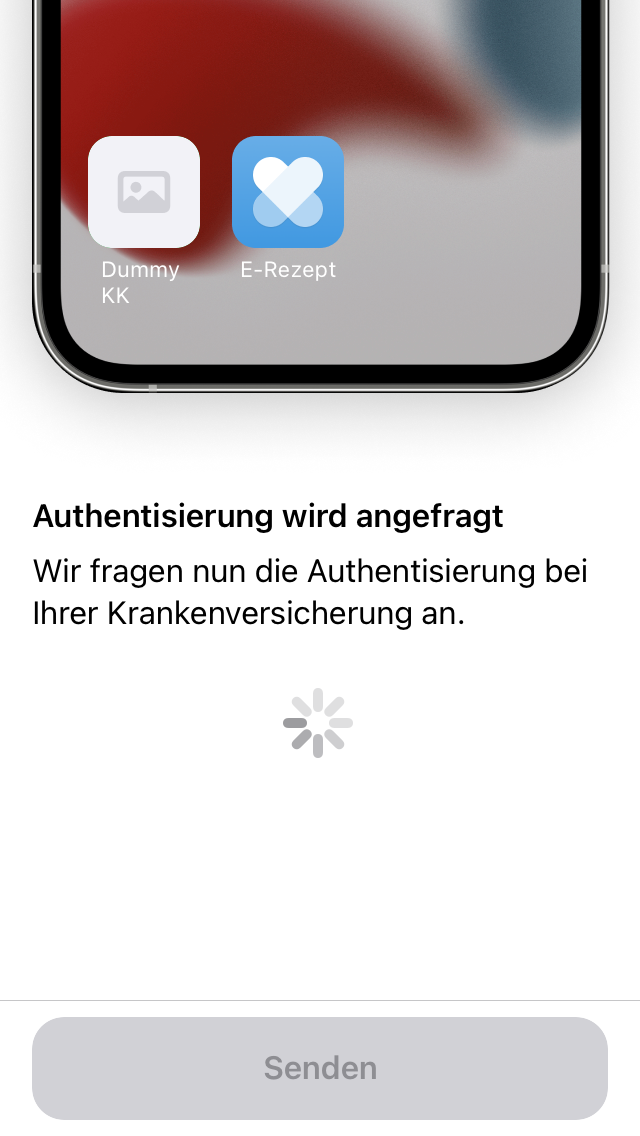 Dummy
KK
E-Rezept
Authentisierung wird angefragt
Wir fragen nun die Authentisierung bei
Ihrer Krankenversicherung an.
Senden